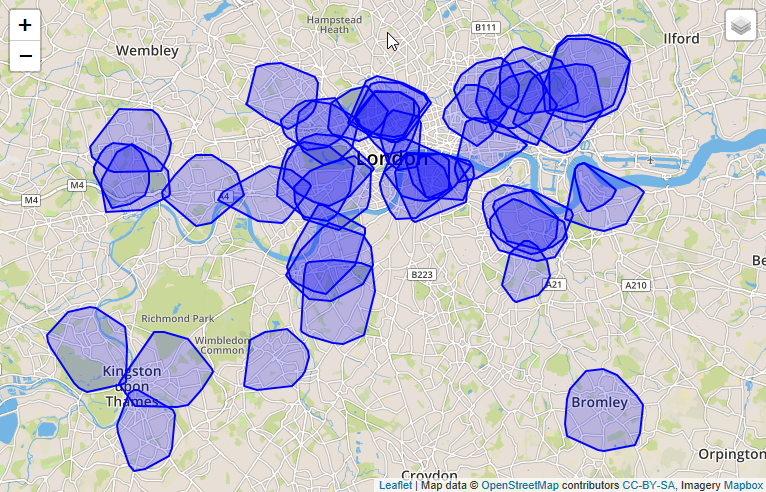 +
−
Hampstead
Heath
B111
Ilford
Wembley
London
M4
M4
A4
B223
A21
A210
Richmond Park
Wimbledon
Common
Kingston
upon
Thames
Bromley
Orpington
Croydon
Leaflet | Map data © OpenStreetMap contributors CC-BY-SA, Imagery Mapbox